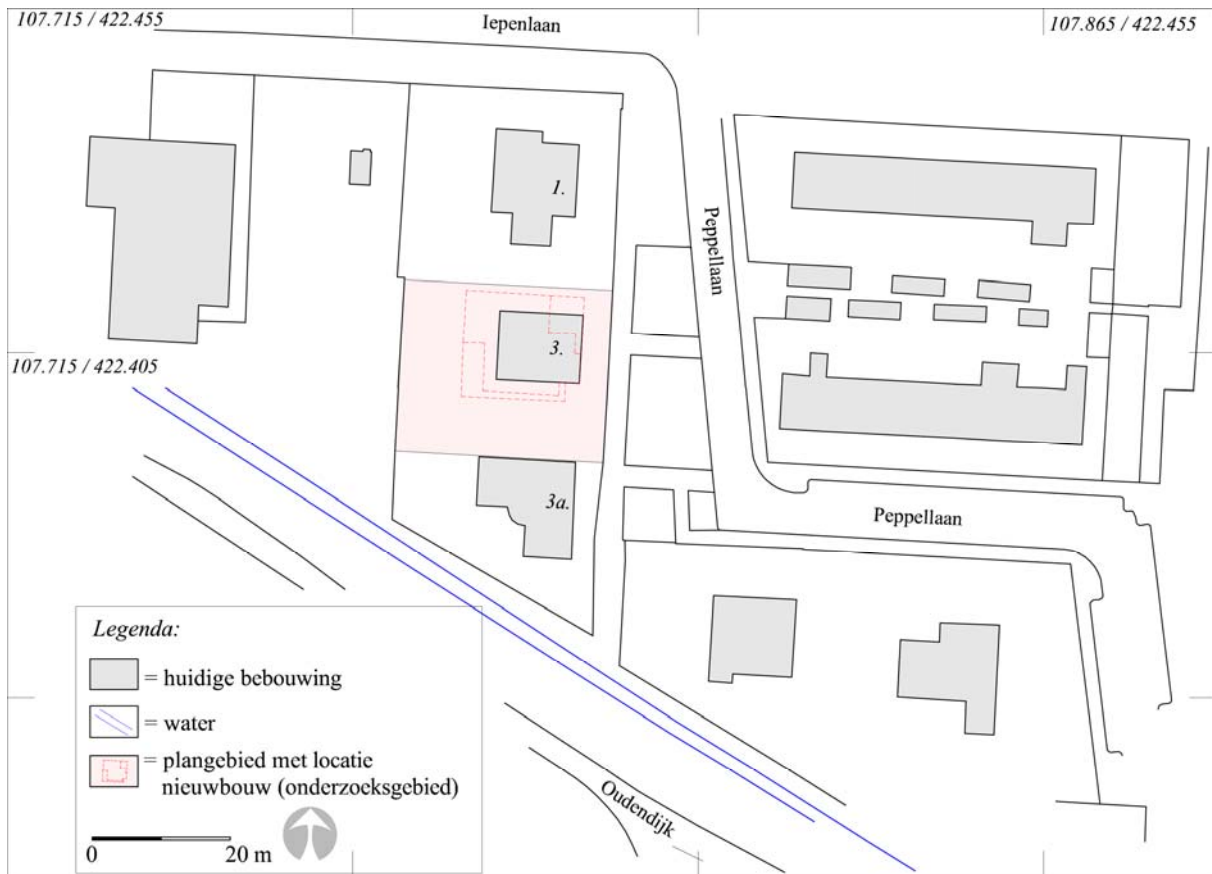 107.715 / 422.455
Iepenlaan
107.865 / 422.455
1.
Peppellaan
3.
107.715 / 422.405
3a.
Peppellaan
Legenda:
= huidige bebouwing
= water
= plangebied met locatie
nieuwbouw (onderzoeksgebied)
Oudendijk
0 20 m